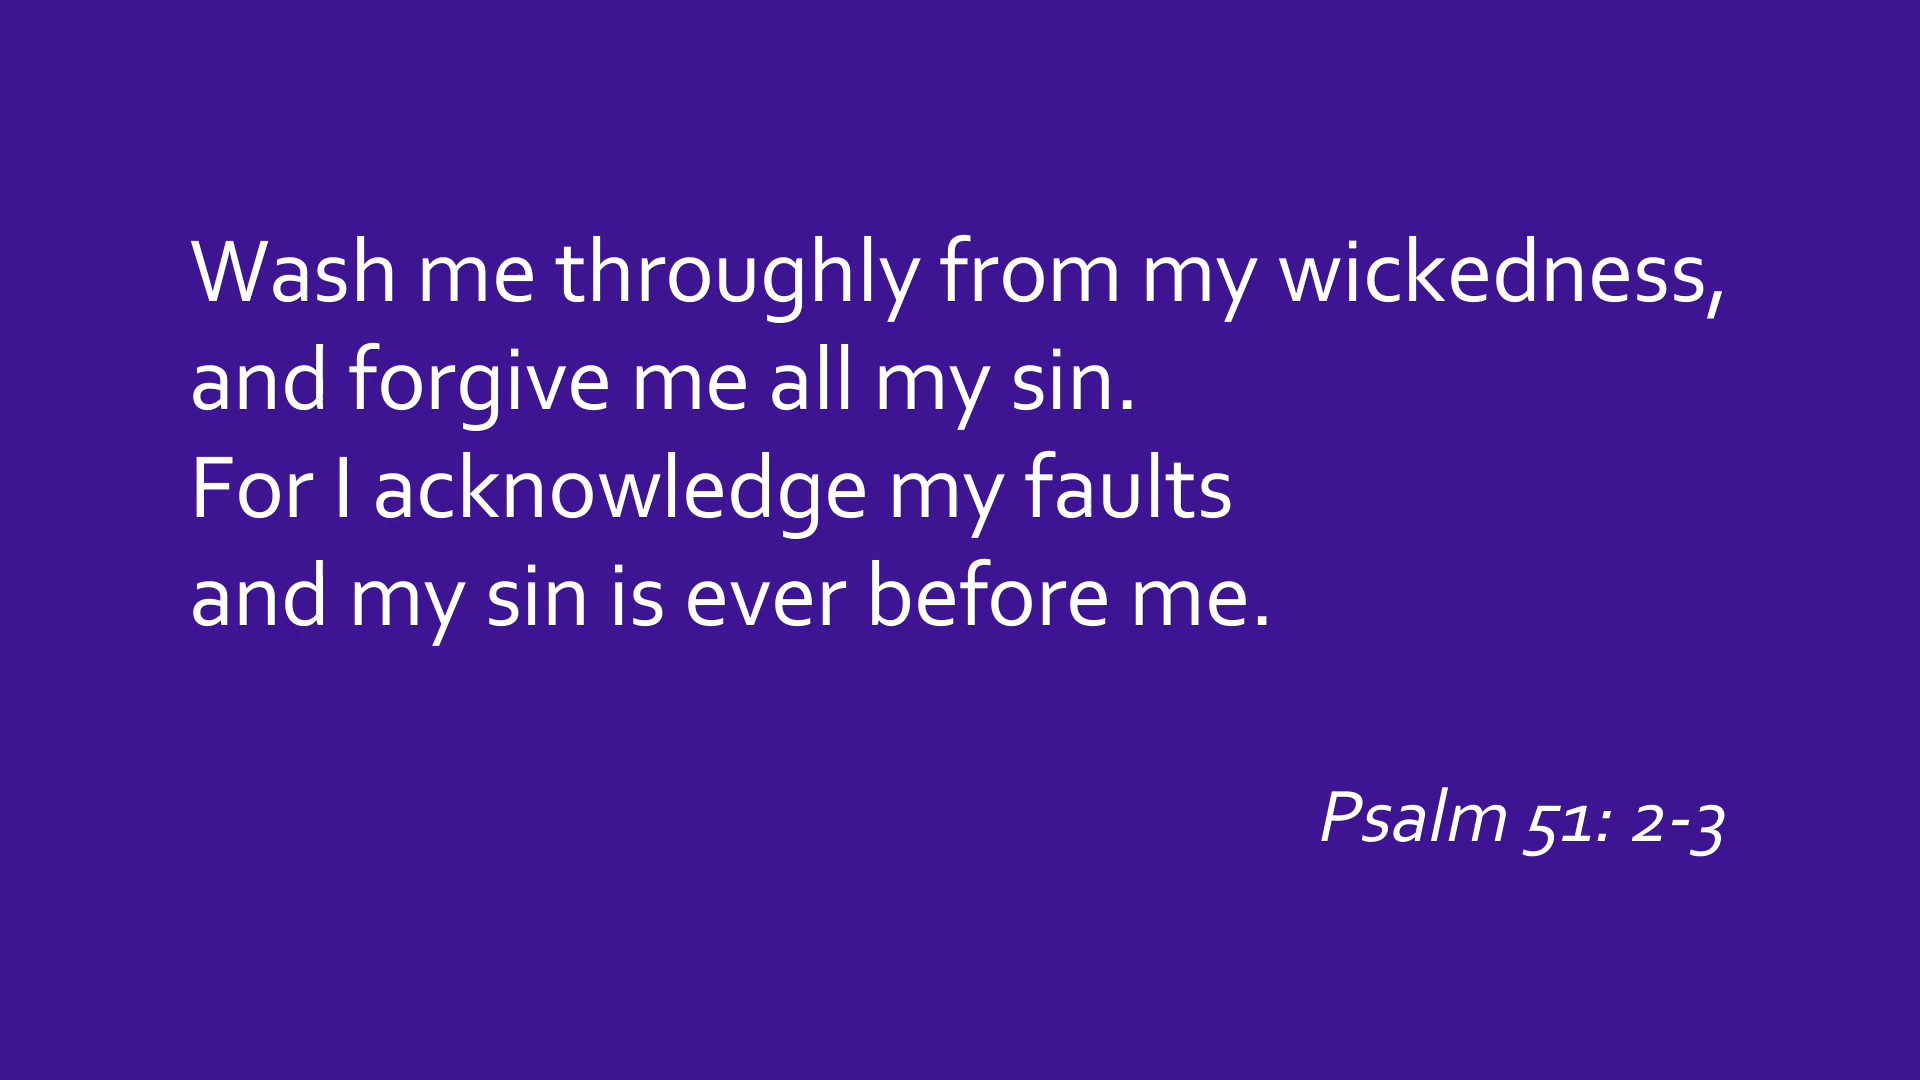 Wash me throughly from my wickedness,
and forgive me all my sin.
For I acknowledge my faults
and my sin is ever before me.
Psalm 51: 2-3